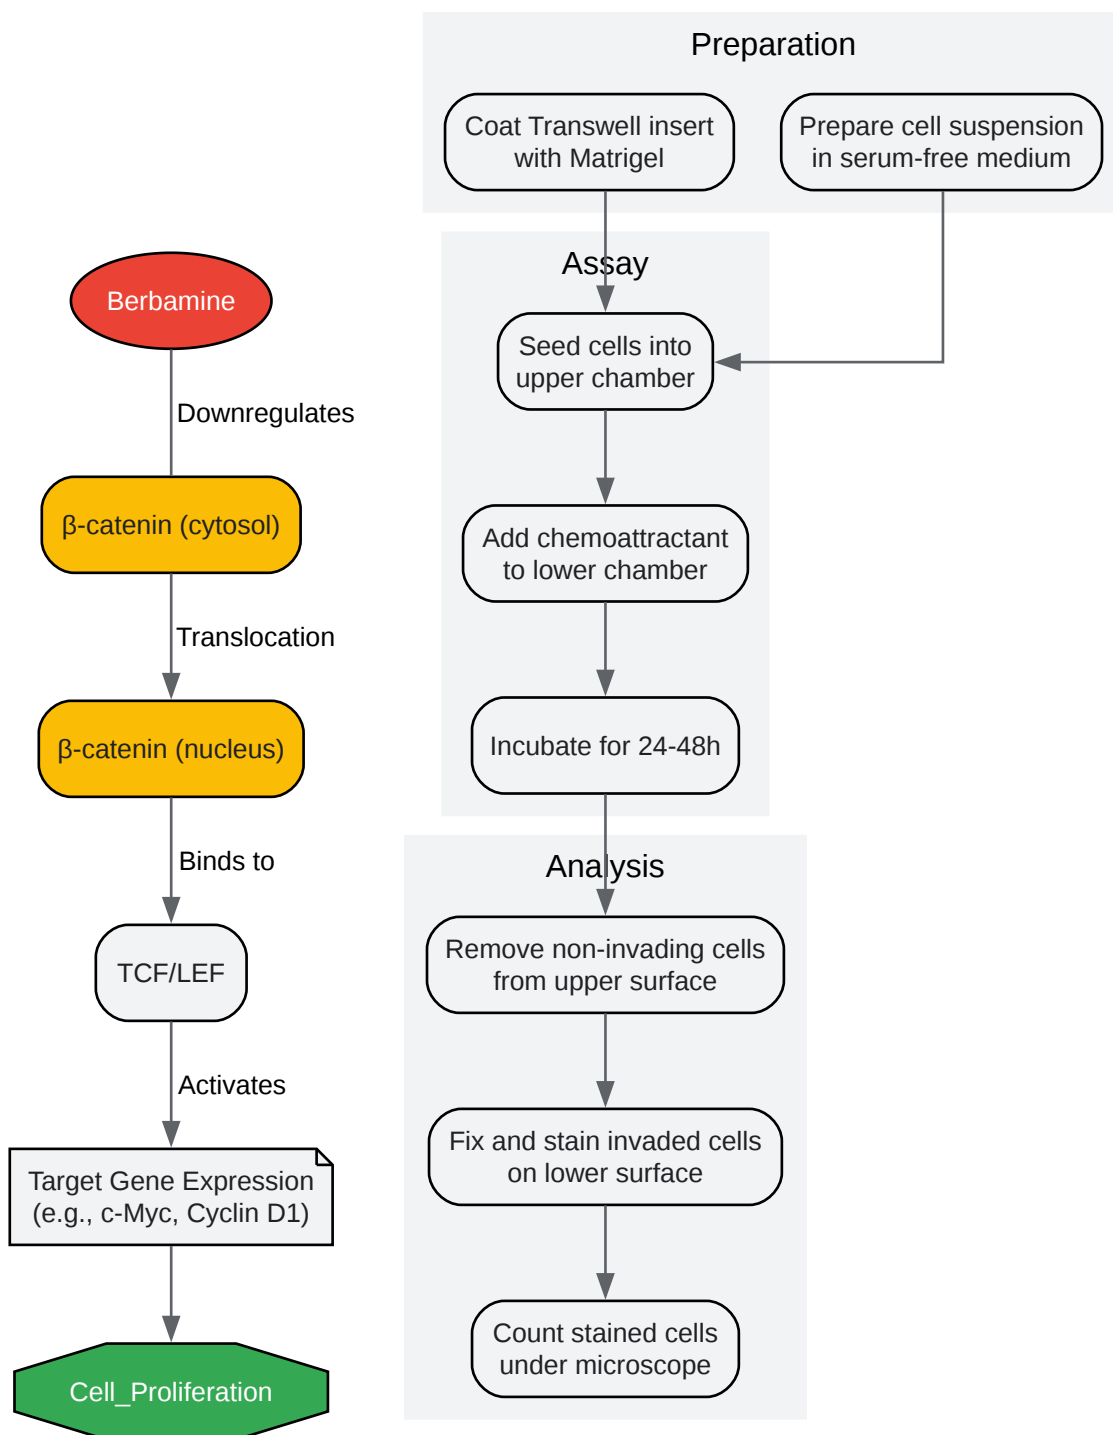 Berbamine
Downregulates
β-catenin (cytosol)
Translocation
β-catenin (nucleus)
Binds to
TCF/LEF
Activates
Target Gene Expression
(e.g., c-Myc, Cyclin D1)
Cell_Proliferation
Preparation
Coat Transwell insert
with Matrigel
Prepare cell suspension
in serum-free medium
Assay
Seed cells into
upper chamber
Add chemoattractant
to lower chamber
Incubate for 24-48h
Analysis
Remove non-invading cells
from upper surface
Fix and stain invaded cells
on lower surface
Count stained cells
under microscope